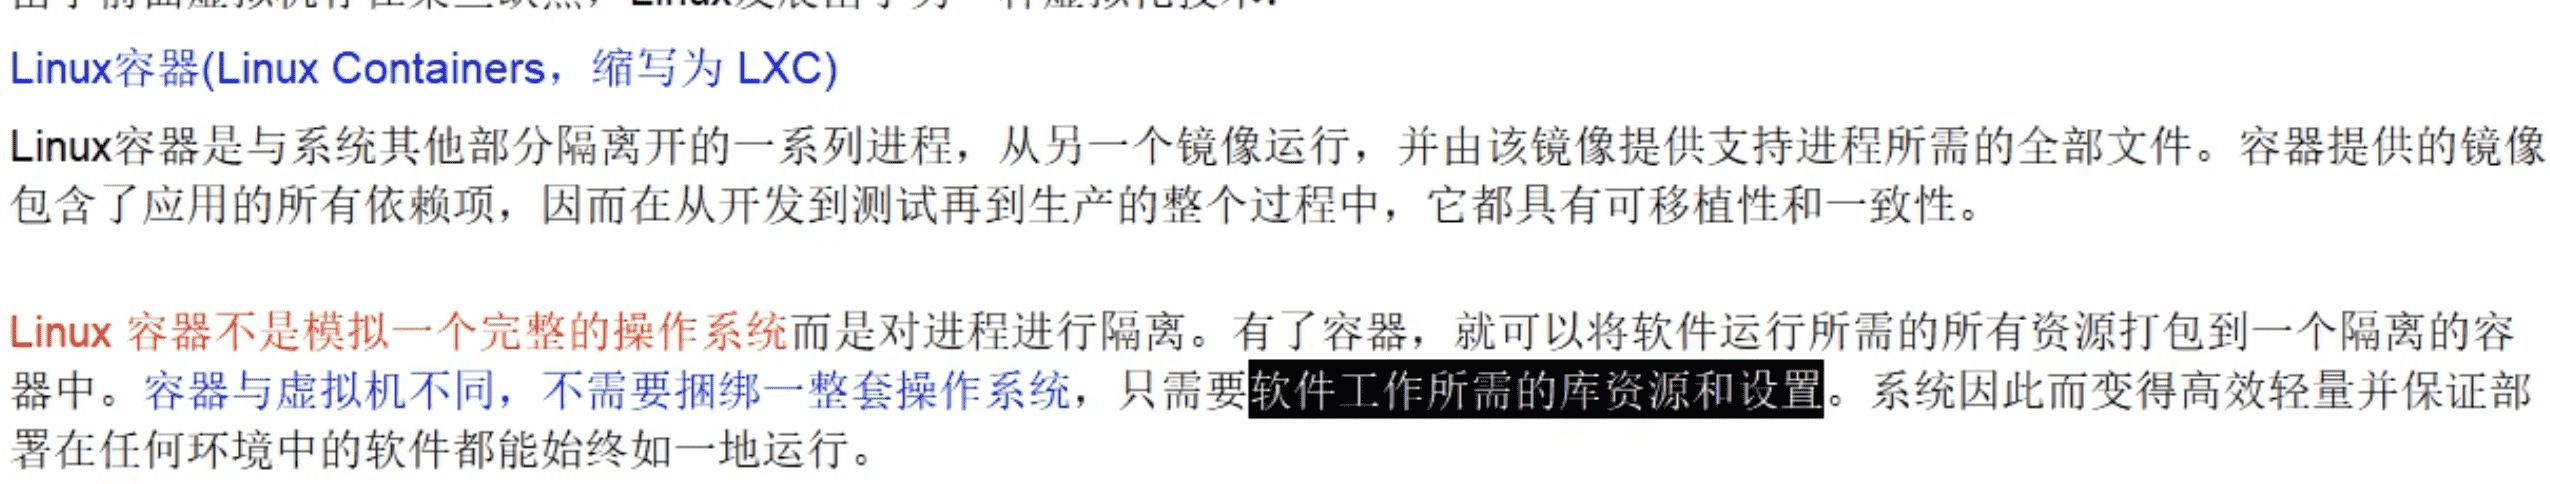 Linux容器(Linux Containers，缩写为 LXC)
Linux容器是与系统其他部分隔离开的一系列进程，从另一个镜像运行，并由该镜像提供支持进程所需的全部文件。容器提供的镜像
包含了应用的所有依赖项，因而在从开发到测试再到生产的整个过程中，它都具有可移植性和一致性。
Linux 容器不是模拟一个完整的操作系统而是对进程进行隔离。有了容器，就可以将软件运行所需的所有资源打包到一个隔离的容
器中。容器与虚拟机不同，不需要捆绑一整套操作系统，只需要软件工作所需的库资源和设置。系统因此而变得高效轻量并保证部
署在任何环境中的软件都能始终如一地运行。